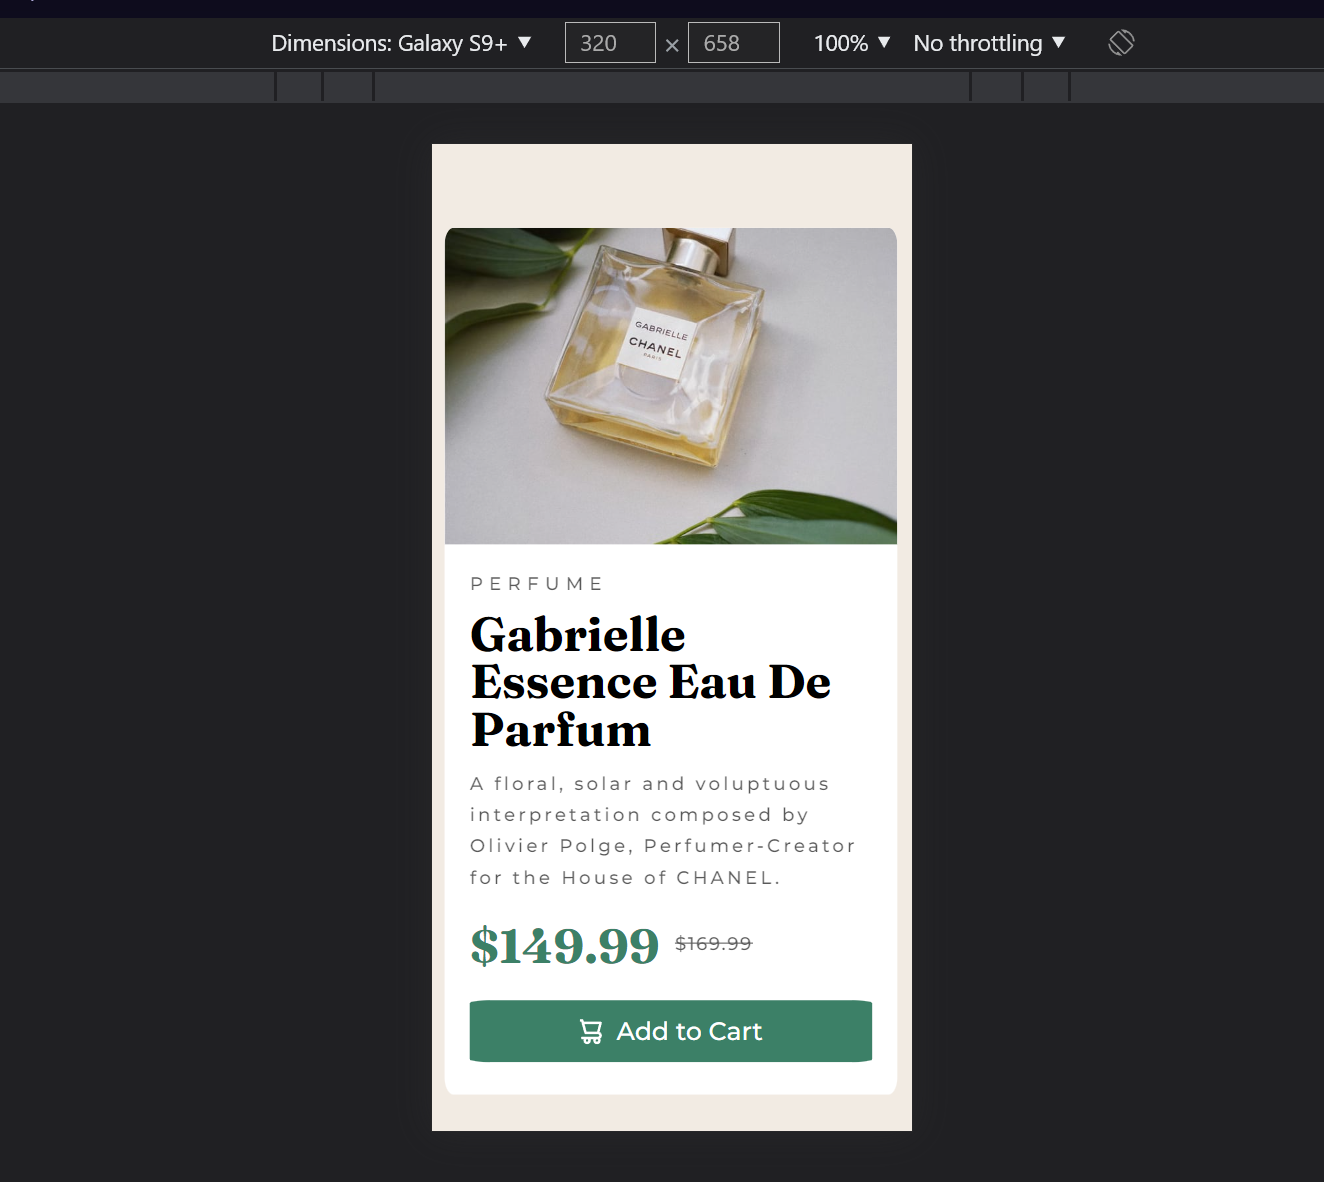 Dimensions: Galaxy S9+ ▼ 320 × 658 100% ▼ No throttling ▼
GABRIELLE
CHANEL
PARIS
PERFUME
Gabrielle
Essence Eau De
Parfum
A floral, solar and voluptuous
interpretation composed by
Olivier Polge, Perfumer-Creator
for the House of CHANEL.
$149.99 $169.99
Add to Cart